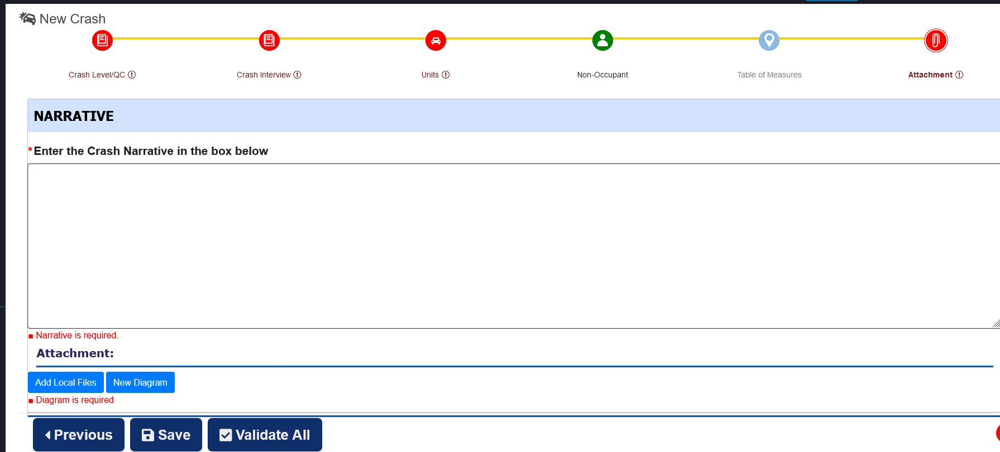 New Crash
Crash Level/QC
Crash Interview
Units
Non-Occupant
Table of Measures
Attachment
NARRATIVE
*Enter the Crash Narrative in the box below
Narrative is required.
Attachment:
Add Local Files
New Diagram
Diagram is required
Previous
Save
Validate All